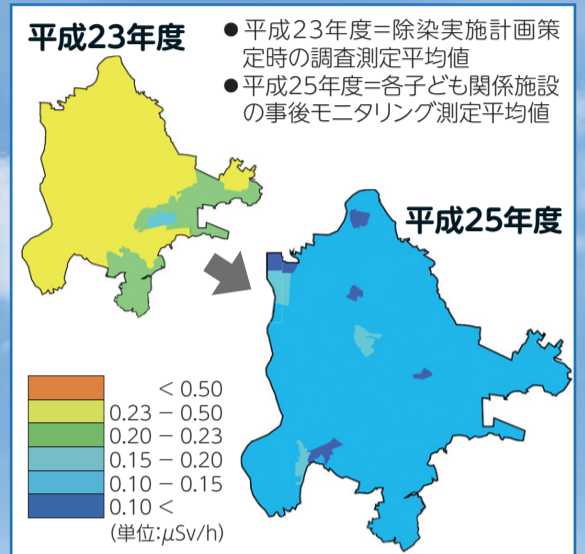 平成23年度
●平成23年度=除染実施計画策
定時の調査測定平均値
●平成25年度=各子ども関係施設
の事後モニタリング測定平均値
平成25年度
< 0.50
0.23 − 0.50
0.20 − 0.23
0.15 − 0.20
0.10 − 0.15
0.10 <
(単位:μSv/h)